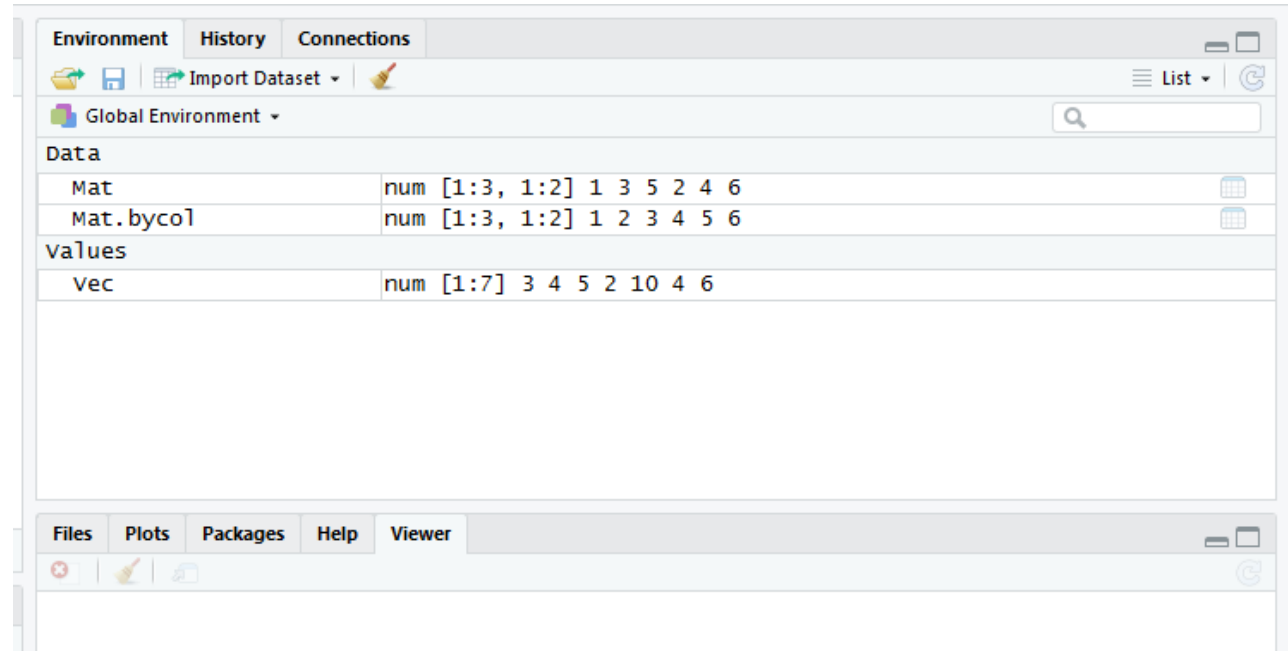 Environment History Connections
Import Dataset List
Global Environment
Data
Mat num [1:3, 1:2] 1 3 5 2 4 6
Mat.bycol num [1:3, 1:2] 1 2 3 4 5 6
Values
Vec num [1:7] 3 4 5 2 10 4 6
Files Plots Packages Help Viewer